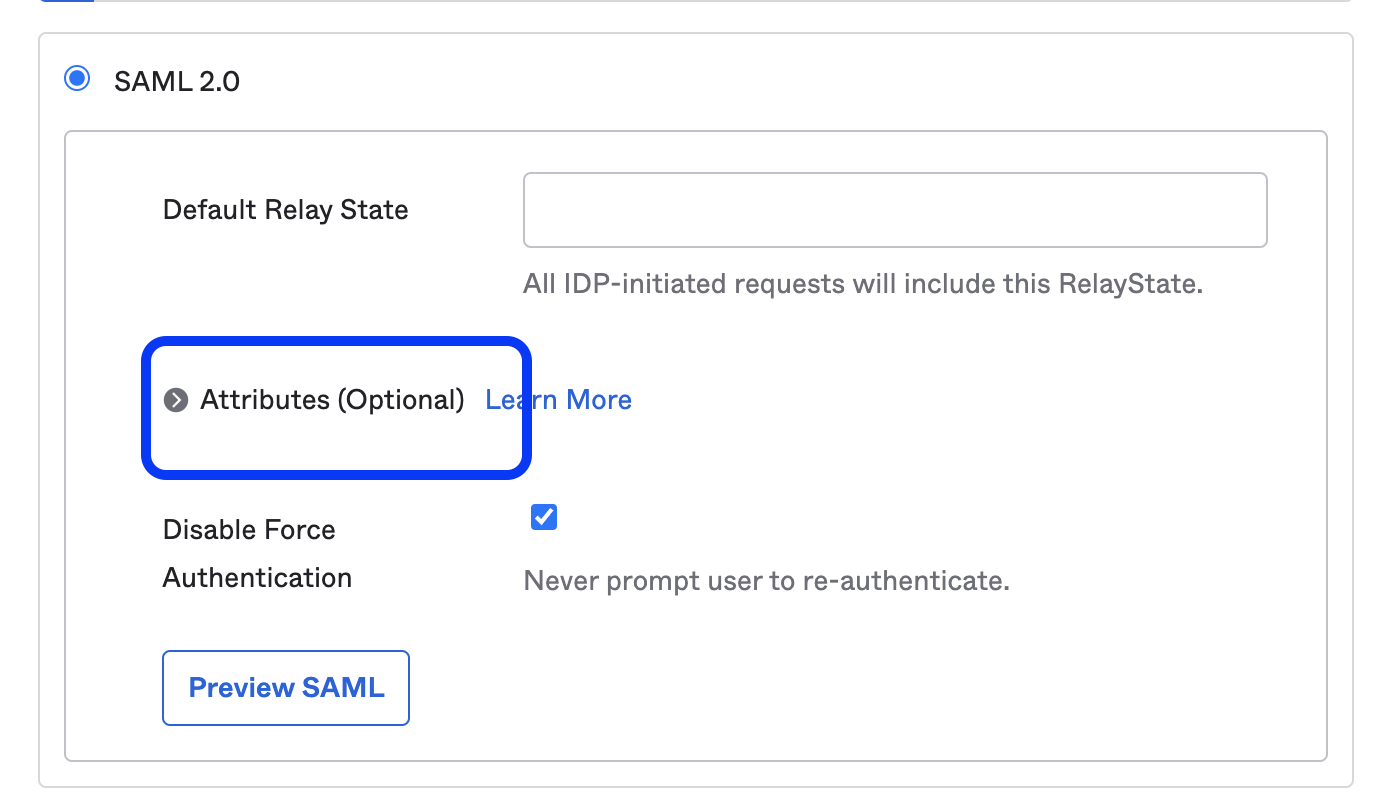 SAML 2.0
Default Relay State
All IDP-initiated requests will include this RelayState.
Attributes (Optional) Learn More
Disable Force
Authentication
Never prompt user to re-authenticate.
Preview SAML